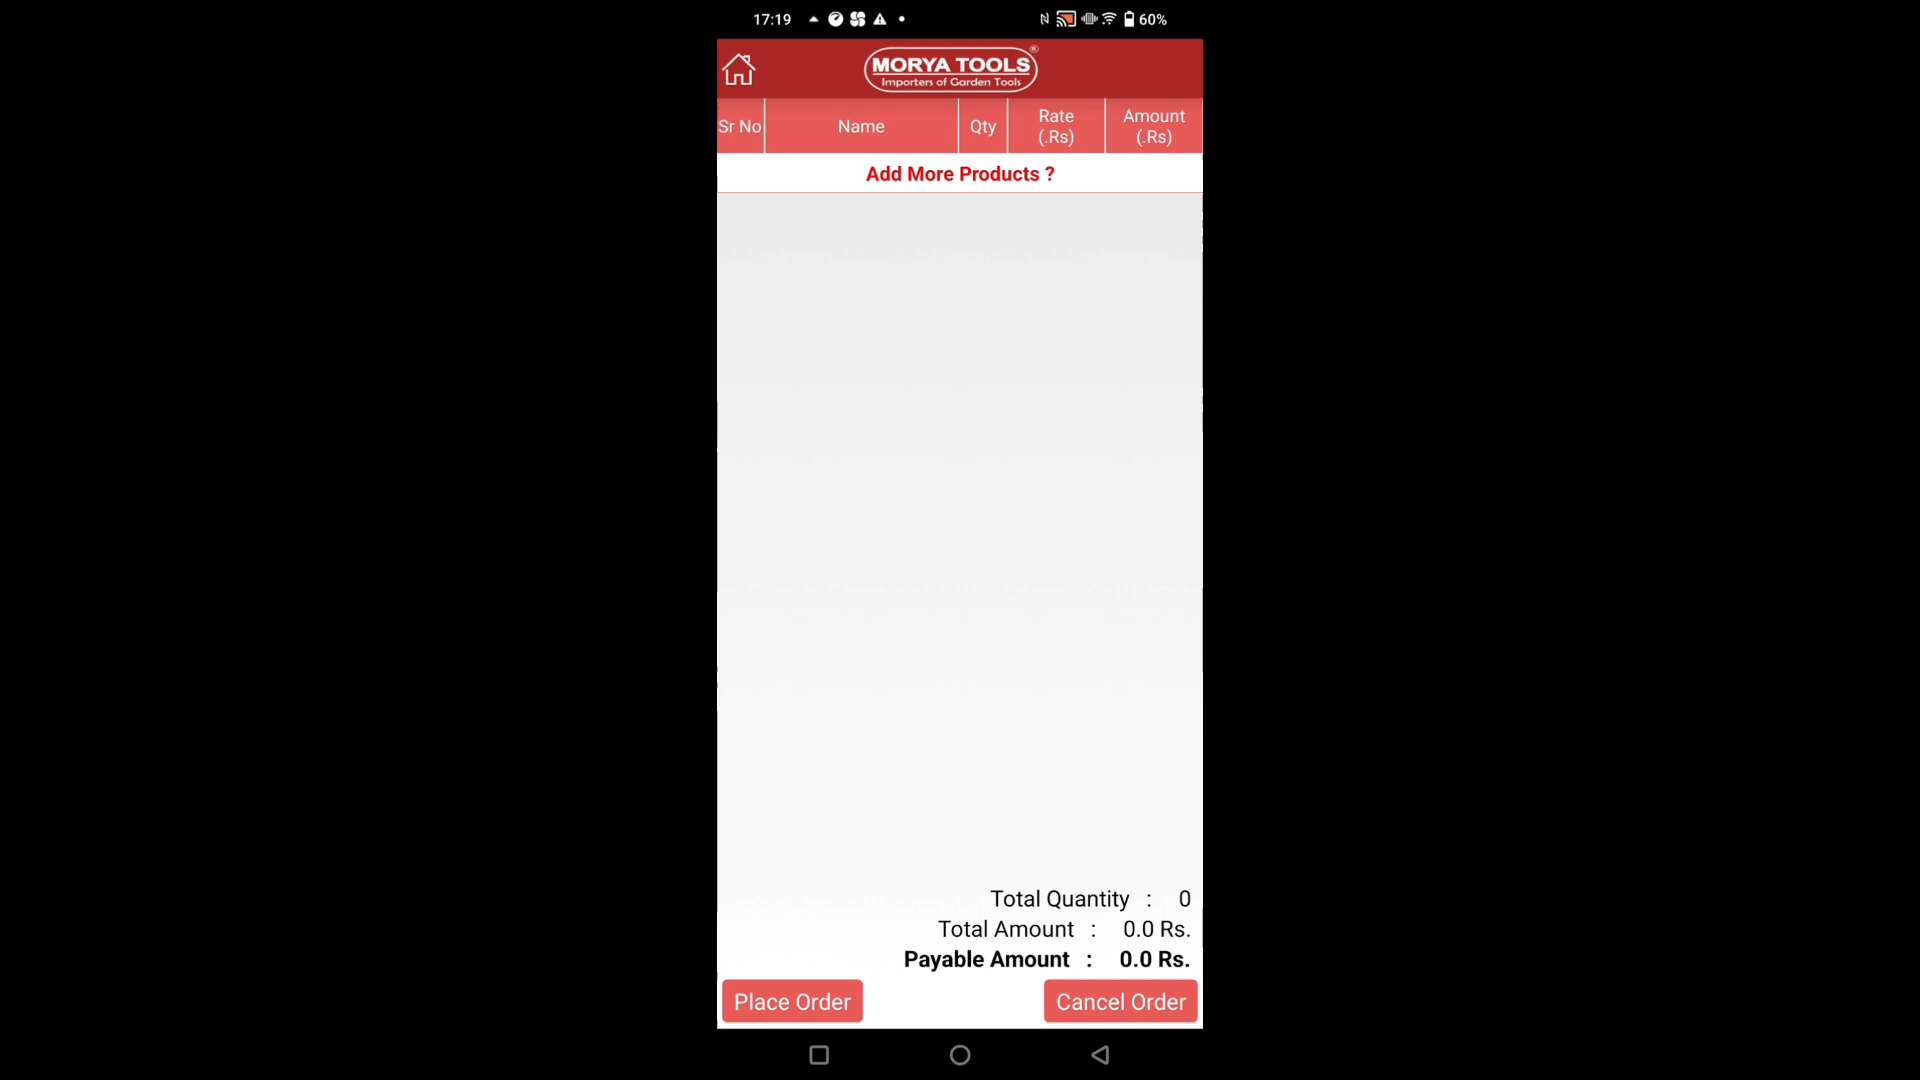 17:19 60%
MORYA TOOLS ®
Importers of Garden Tools
Sr No Name Qty Rate (.Rs) Amount (.Rs)
Add More Products ?
Total Quantity : 0
Total Amount : 0.0 Rs.
Payable Amount : 0.0 Rs.
Place Order Cancel Order